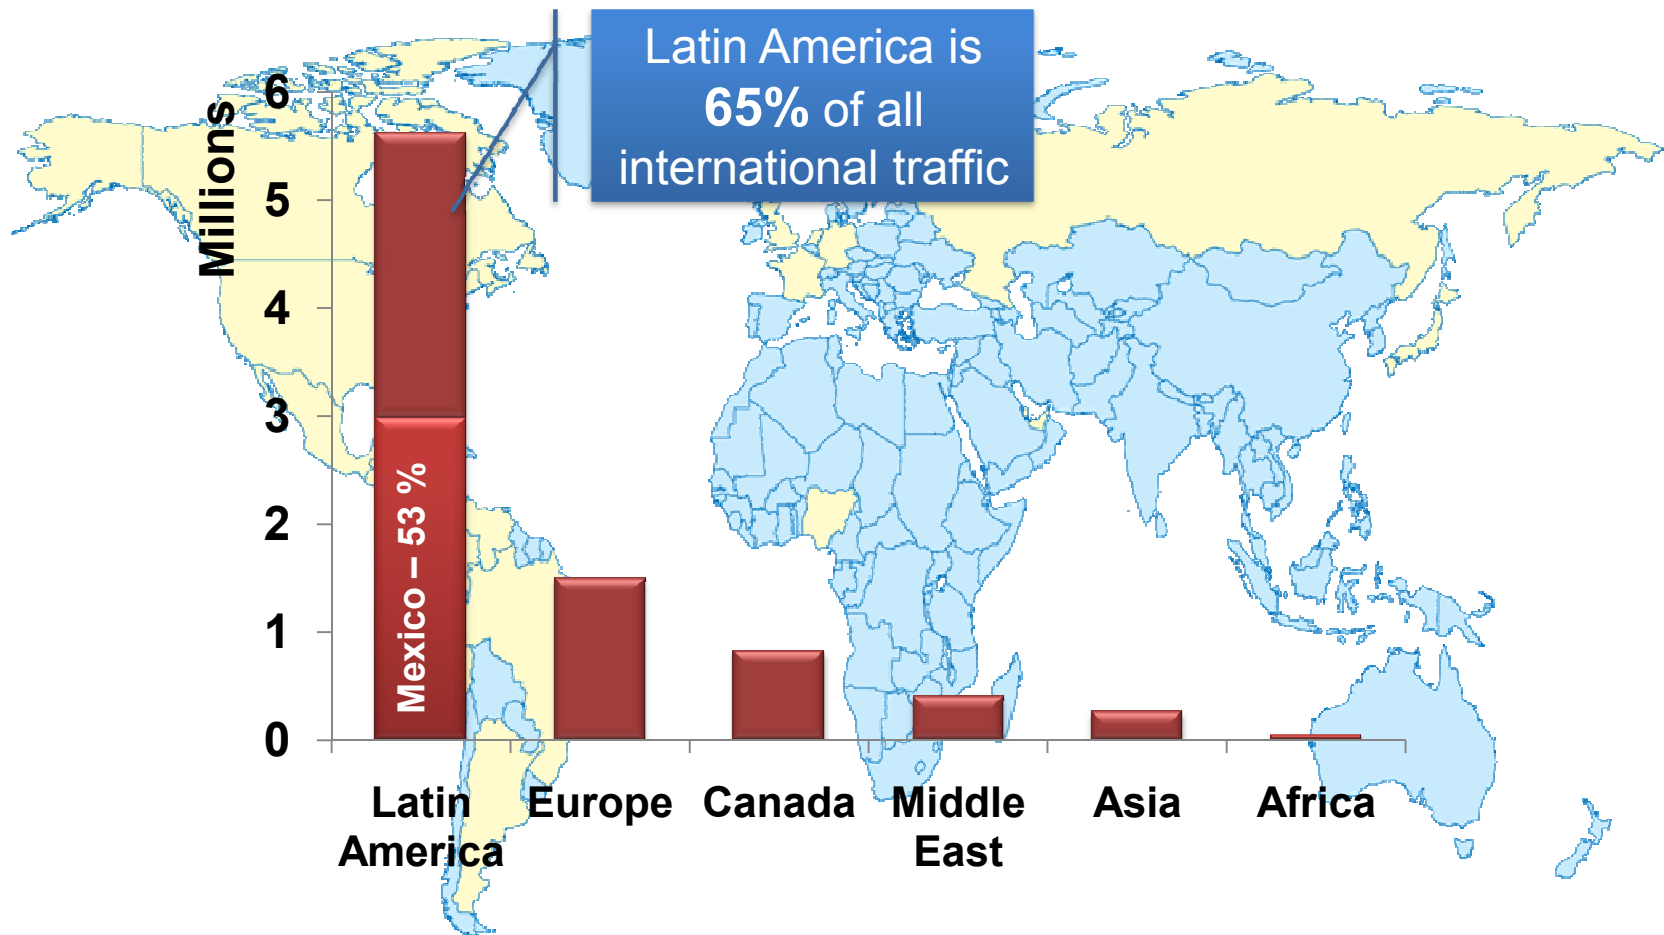 Latin America is
65% of all
international traffic
Millions
6
5
4
3
2
1
0
Mexico – 53 %
Latin
America
Europe
Canada
Middle
East
Asia
Africa